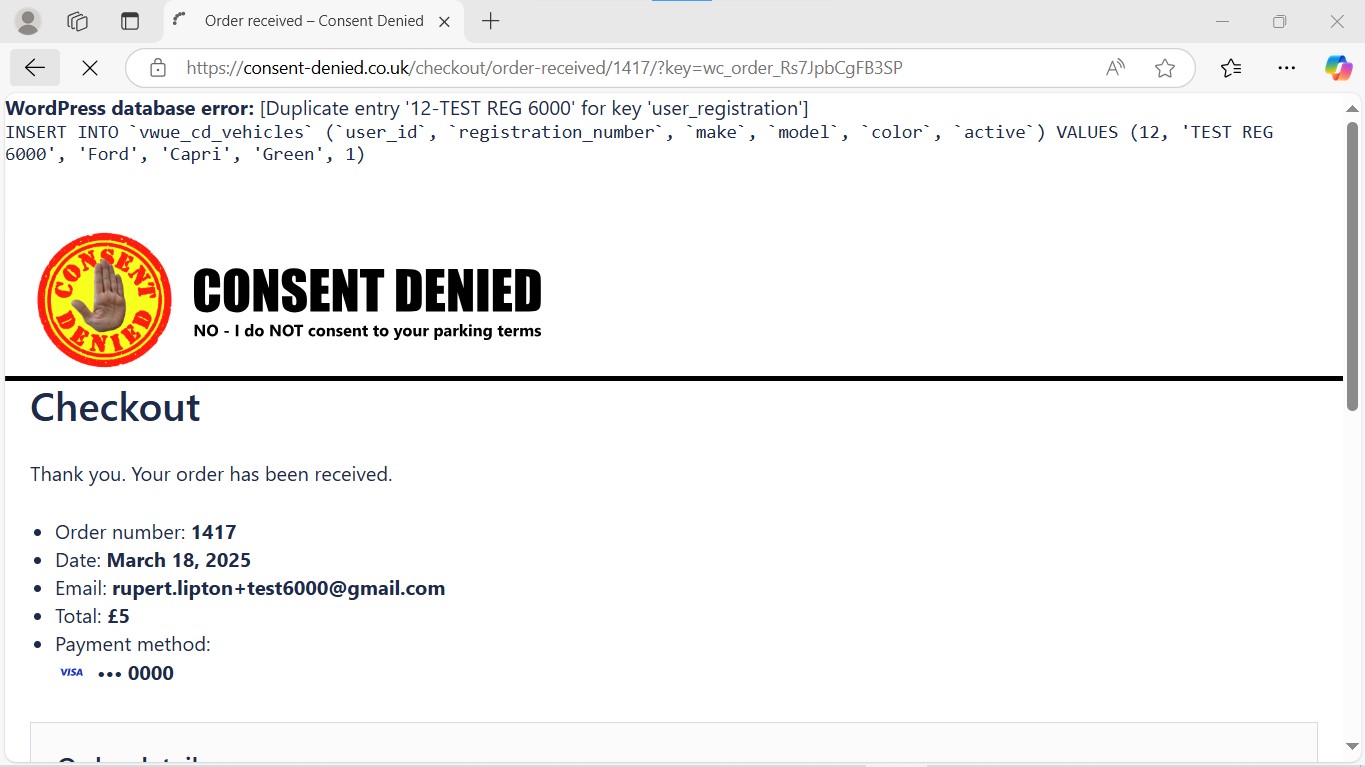 Order received – Consent Denied
https://consent-denied.co.uk/checkout/order-received/1417/?key=wc_order_Rs7JpbCgFB3SP
WordPress database error: [Duplicate entry '12-TEST REG 6000' for key 'user_registration']
INSERT INTO `vwue_cd_vehicles` (`user_id`, `registration_number`, `make`, `model`, `color`, `active`) VALUES (12, 'TEST REG
6000', 'Ford', 'Capri', 'Green', 1)
CONSENT
DENIED
CONSENT DENIED
NO - I do NOT consent to your parking terms
Checkout
Thank you. Your order has been received.
• Order number: 1417
• Date: March 18, 2025
• Email: rupert.lipton+test6000@gmail.com
• Total: £5
• Payment method:
VISA ••• 0000